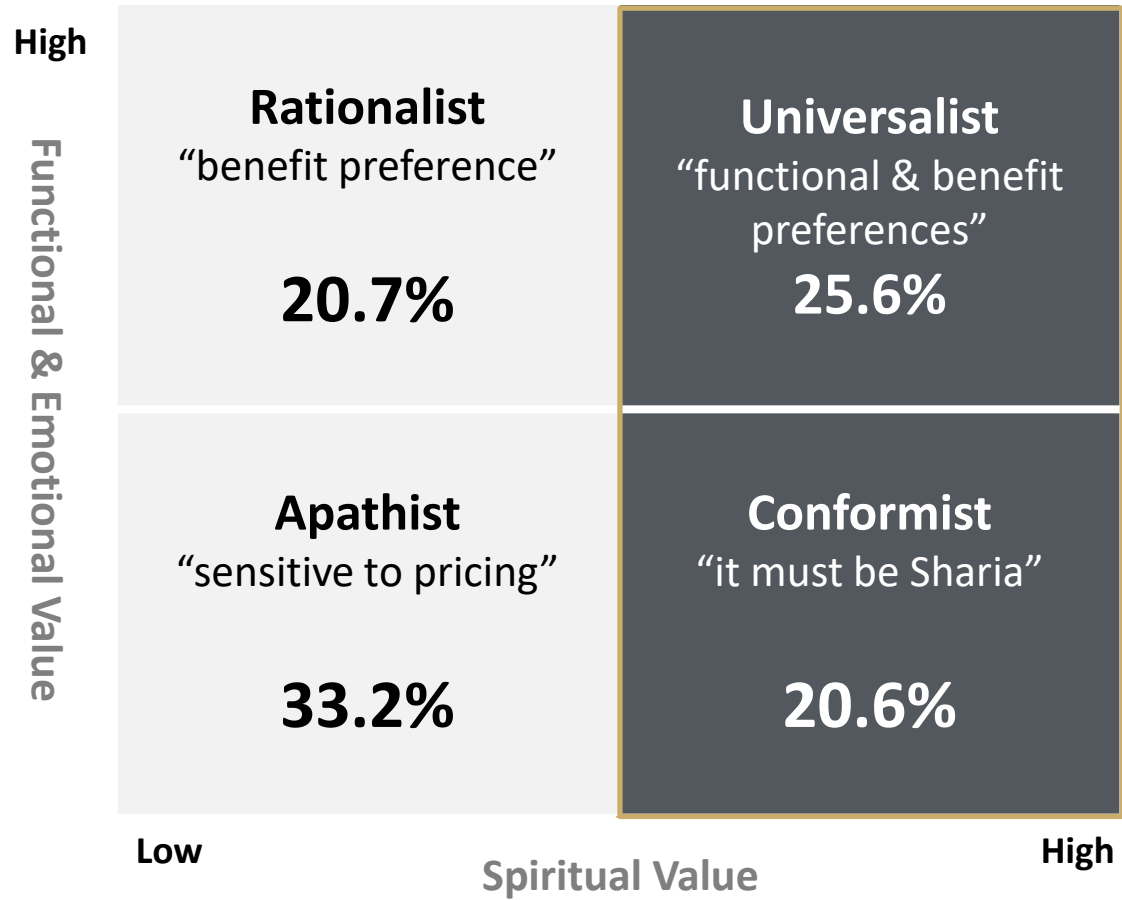 High
Functional & Emotional Value
Rationalist
“benefit preference”
20.7%
Universalist
“functional & benefit
preferences”
25.6%
Apathist
“sensitive to pricing”
33.2%
Conformist
“it must be Sharia”
20.6%
Low
Spiritual Value
High